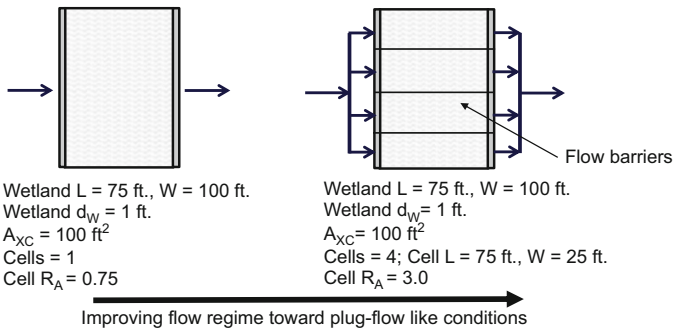 Flow barriers
Wetland L = 75 ft., W = 100 ft.
Wetland d_W = 1 ft.
A_XC = 100 ft²
Cells = 1
Cell R_A = 0.75
Wetland L = 75 ft., W = 100 ft.
Wetland d_W= 1 ft.
A_XC= 100 ft²
Cells = 4; Cell L = 75 ft., W = 25 ft.
Cell R_A = 3.0
Improving flow regime toward plug-flow like conditions